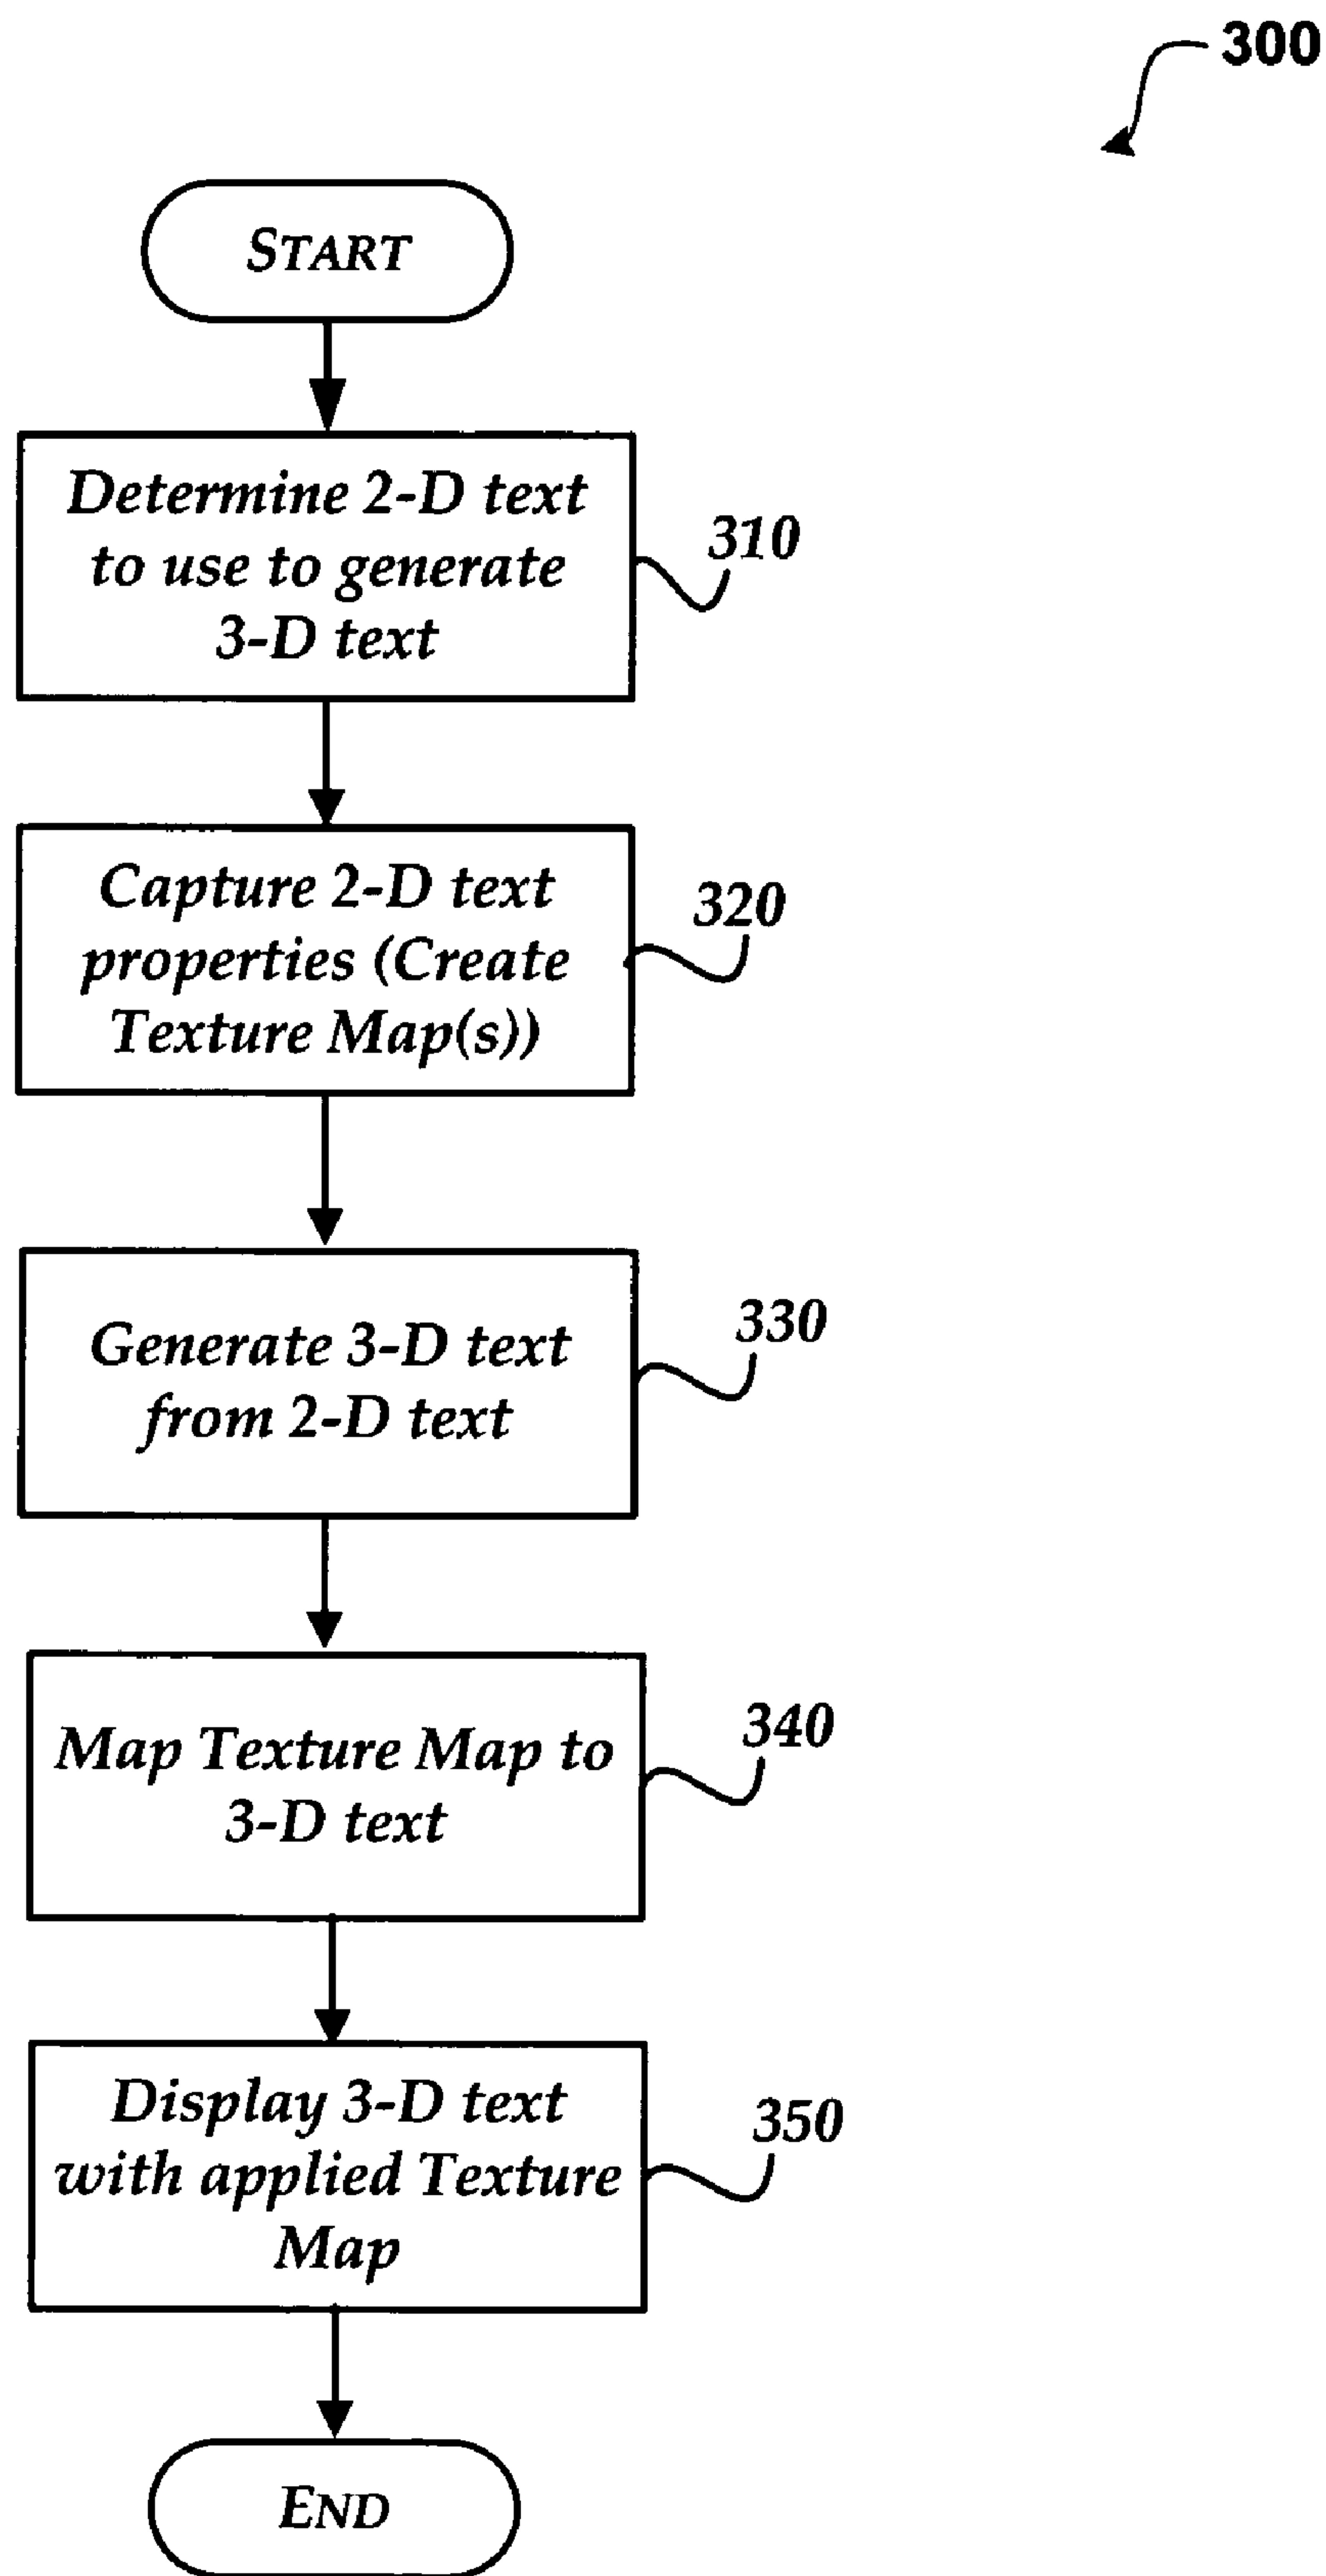 300
START
Determine 2-D text
to use to generate
3-D text
310
Capture 2-D text
properties (Create
Texture Map(s))
320
Generate 3-D text
from 2-D text
330
Map Texture Map to
3-D text
340
Display 3-D text
with applied Texture
Map
350
END